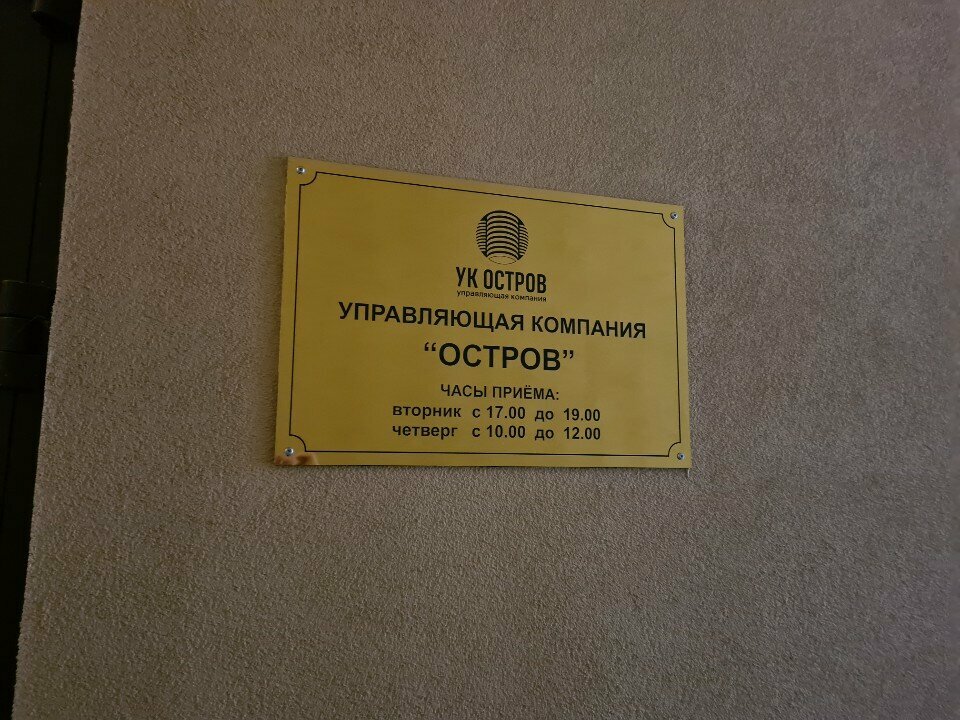 УК ОСТРОВ
управляющая компания
УПРАВЛЯЮЩАЯ КОМПАНИЯ
“ОСТРОВ”
ЧАСЫ ПРИЁМА:
вторник с 17.00 до 19.00
четверг с 10.00 до 12.00